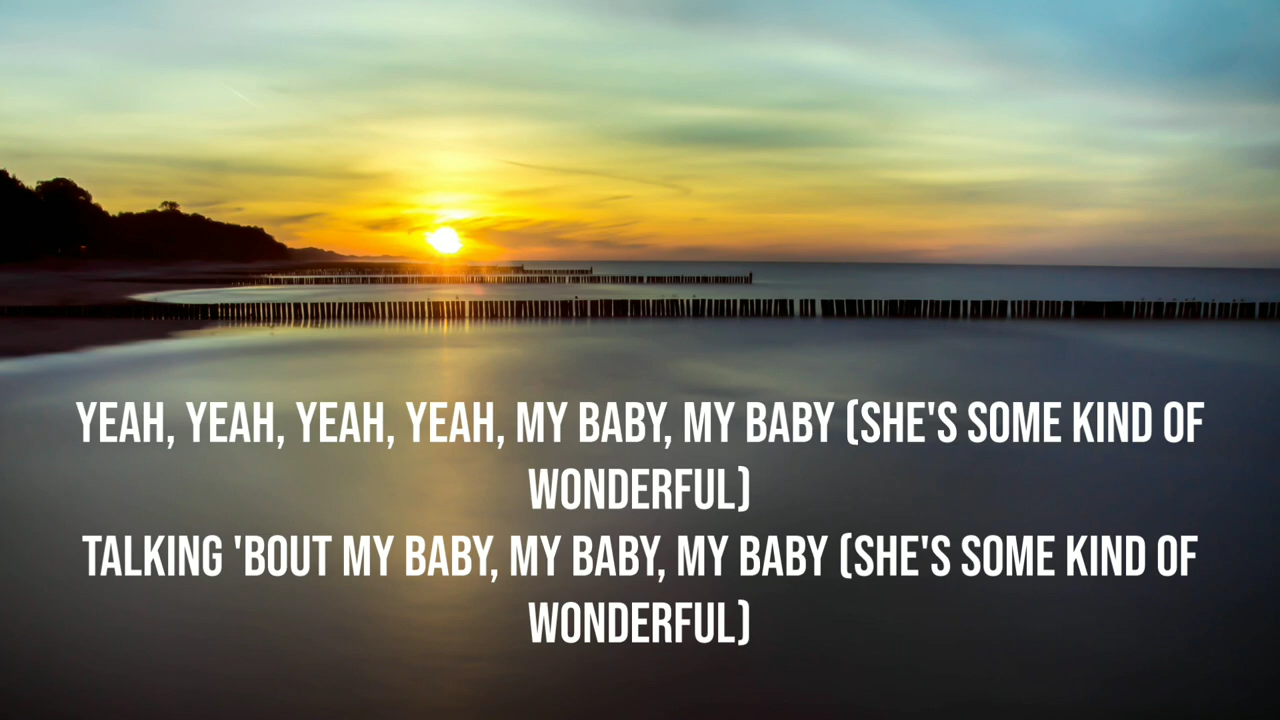 YEAH, YEAH, YEAH, YEAH, MY BABY, MY BABY (SHE'S SOME KIND OF
WONDERFUL)
TALKING 'BOUT MY BABY, MY BABY, MY BABY (SHE'S SOME KIND OF
WONDERFUL)